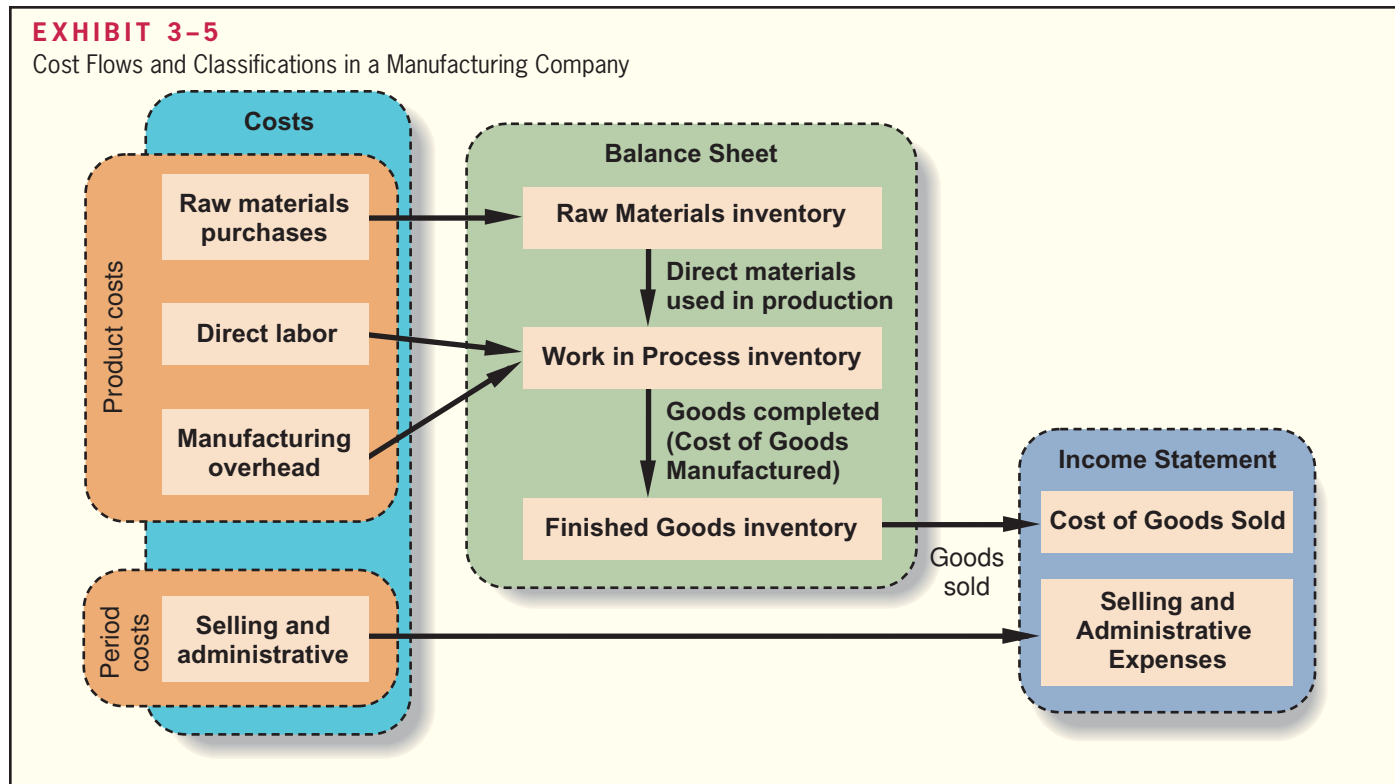 EXHIBIT 3–5
Cost Flows and Classifications in a Manufacturing Company
Costs
Product costs
Raw materials
purchases
Direct labor
Manufacturing
overhead
Period
costs
Selling and
administrative
Balance Sheet
Raw Materials inventory
Direct materials
used in production
Work in Process inventory
Goods completed
(Cost of Goods
Manufactured)
Finished Goods inventory
Goods
sold
Income Statement
Cost of Goods Sold
Selling and
Administrative
Expenses